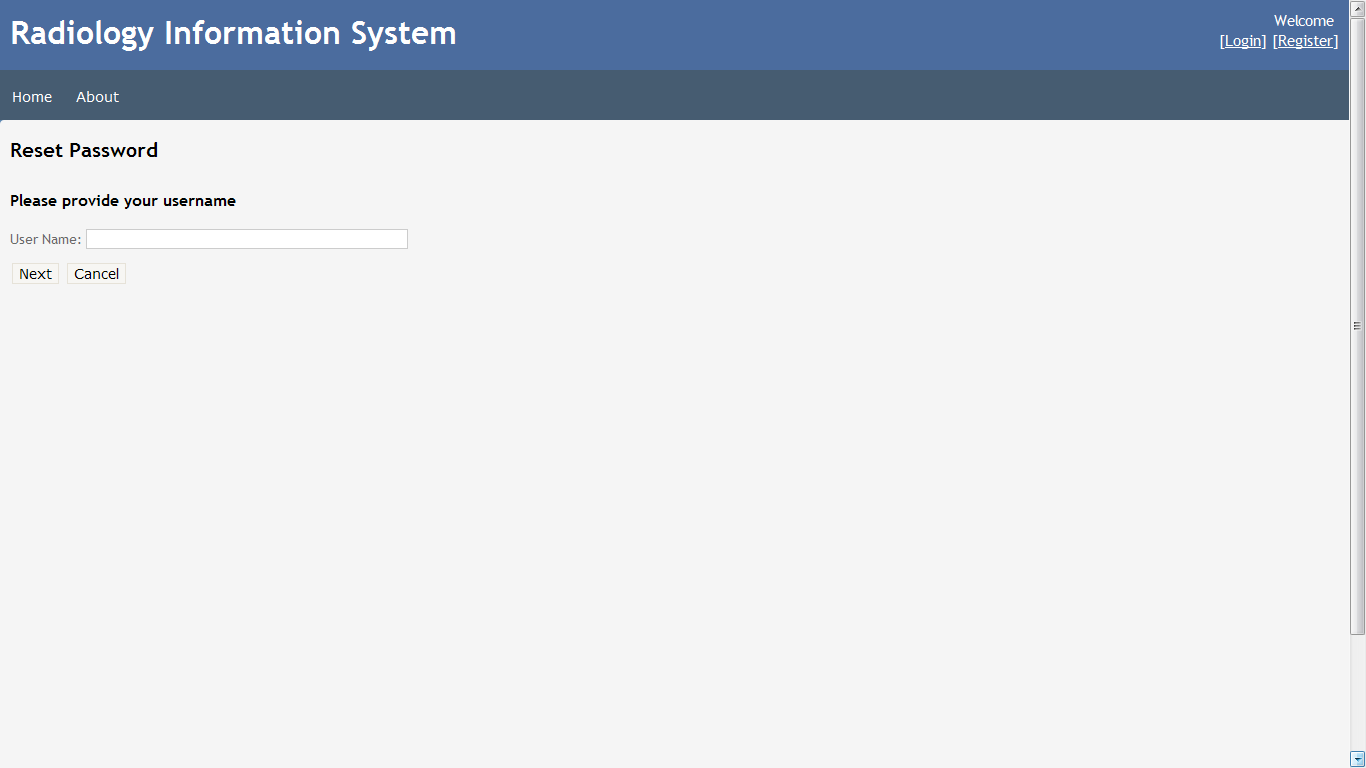 Radiology Information System
Welcome
[Login] [Register]
Home About
Reset Password
Please provide your username
User Name:
Next Cancel